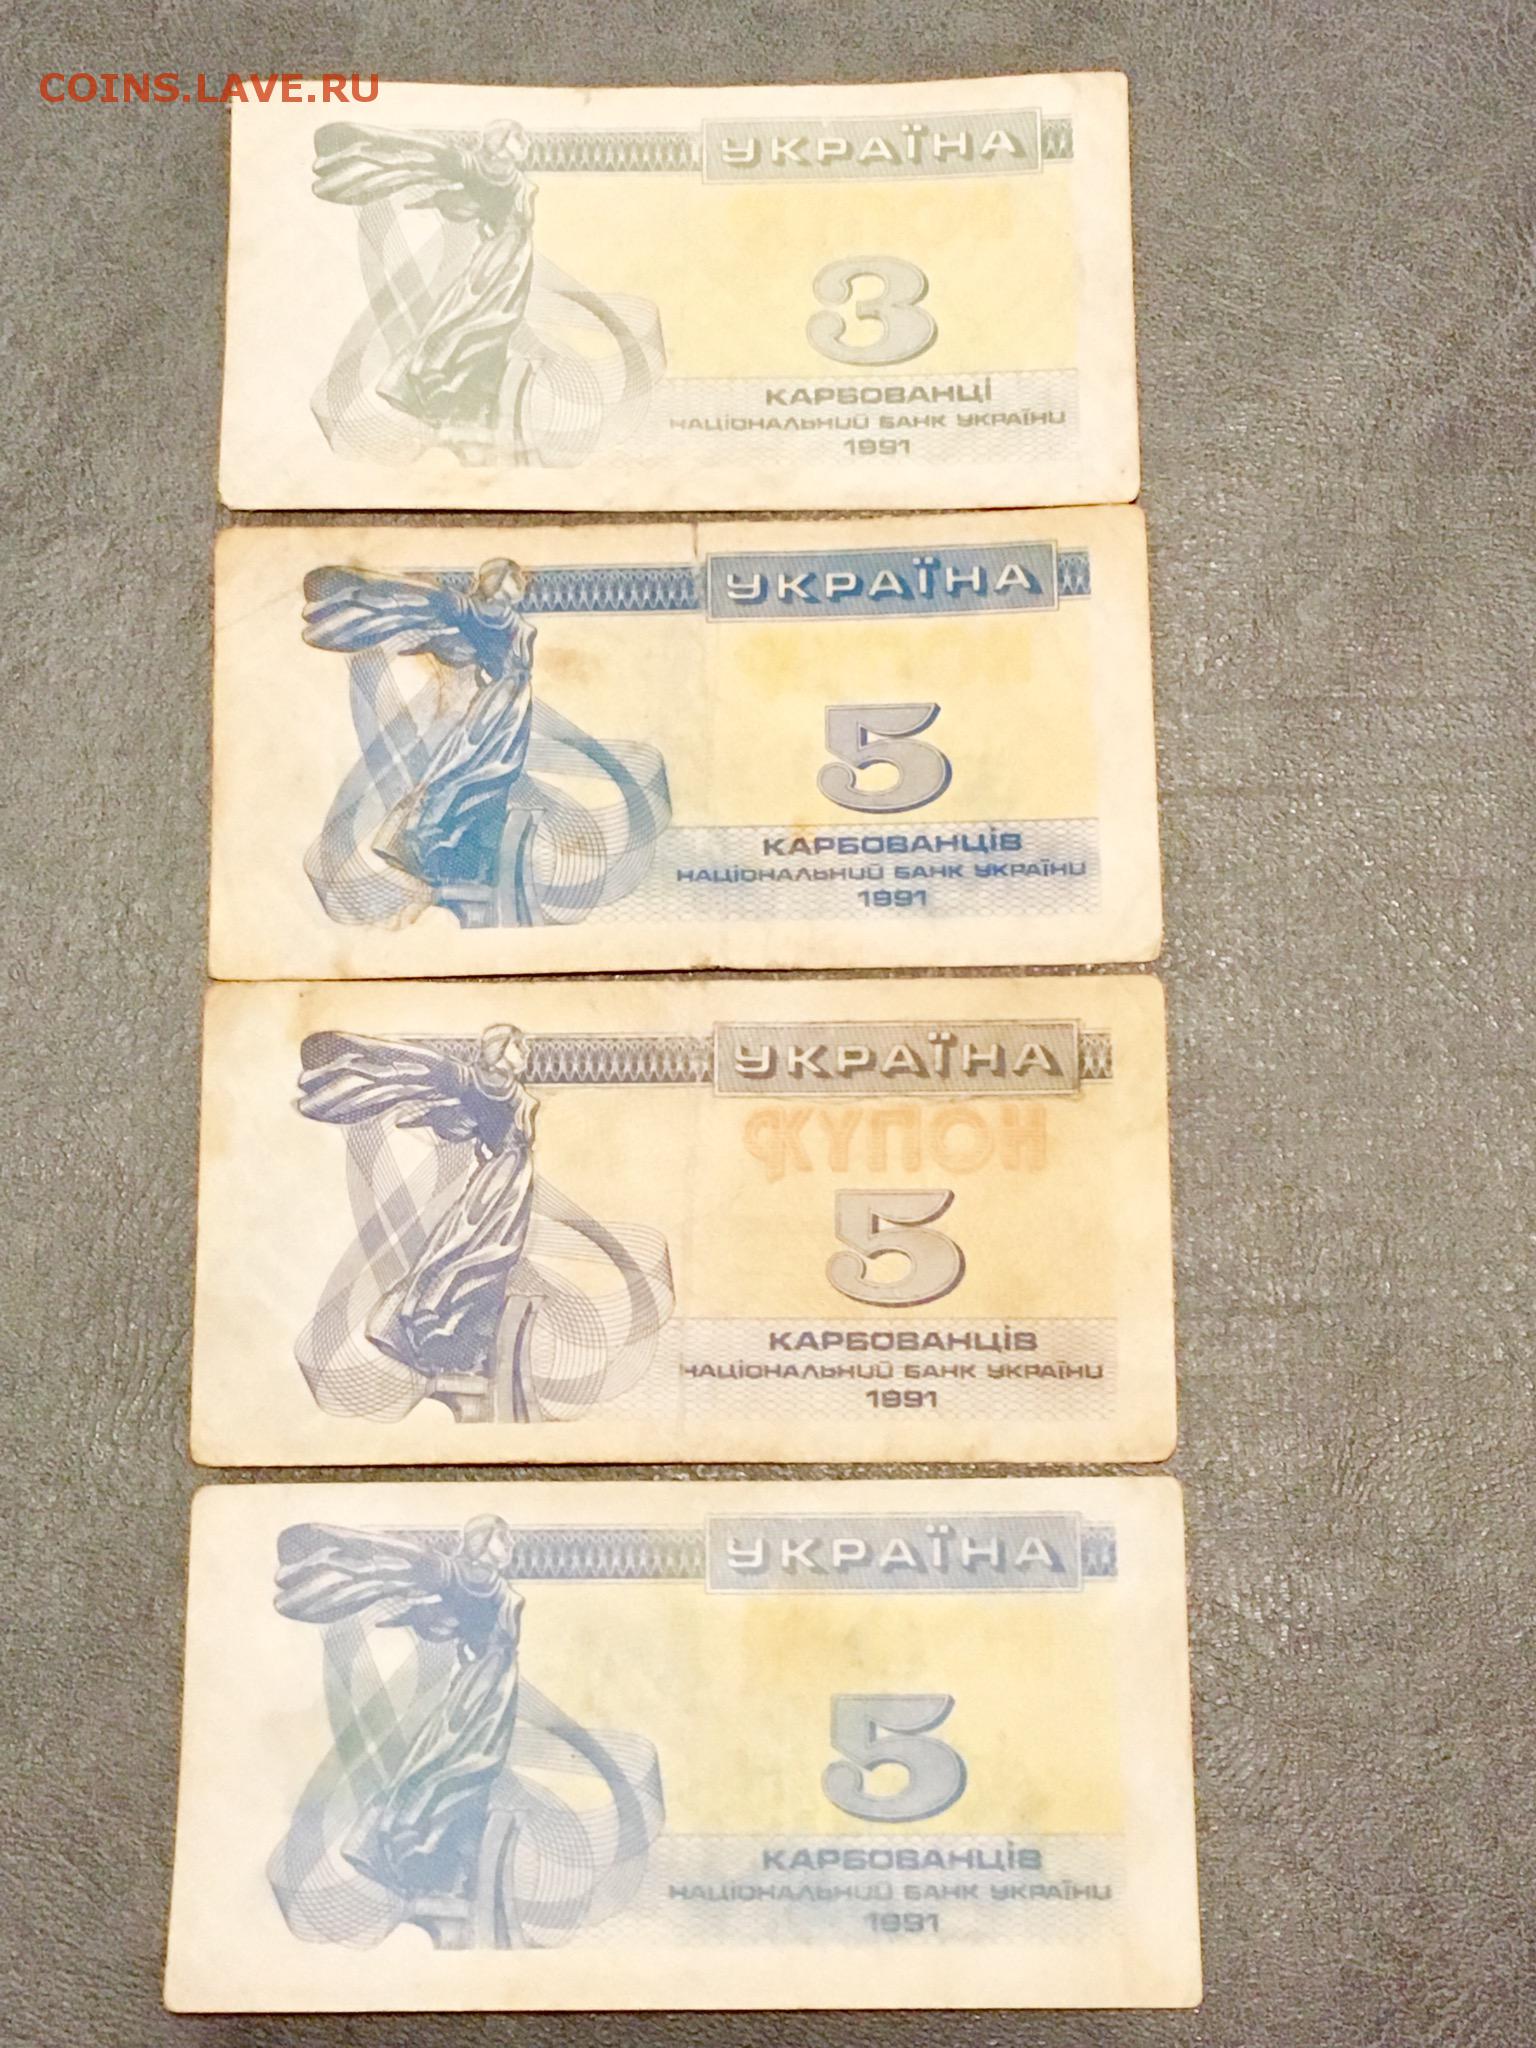 COINS.LAVE.RU
УКРАЇНА
3
КАРБОВАНЦІ
НАЦІОНАЛЬНИЙ БАНК УКРАЇНИ
1991
УКРАЇНА
5
КАРБОВАНЦІВ
НАЦІОНАЛЬНИЙ БАНК УКРАЇНИ
1991
УКРАЇНА
КУПОН
5
КАРБОВАНЦІВ
НАЦІОНАЛЬНИЙ БАНК УКРАЇНИ
1991
УКРАЇНА
5
КАРБОВАНЦІВ
НАЦІОНАЛЬНИЙ БАНК УКРАЇНИ
1991